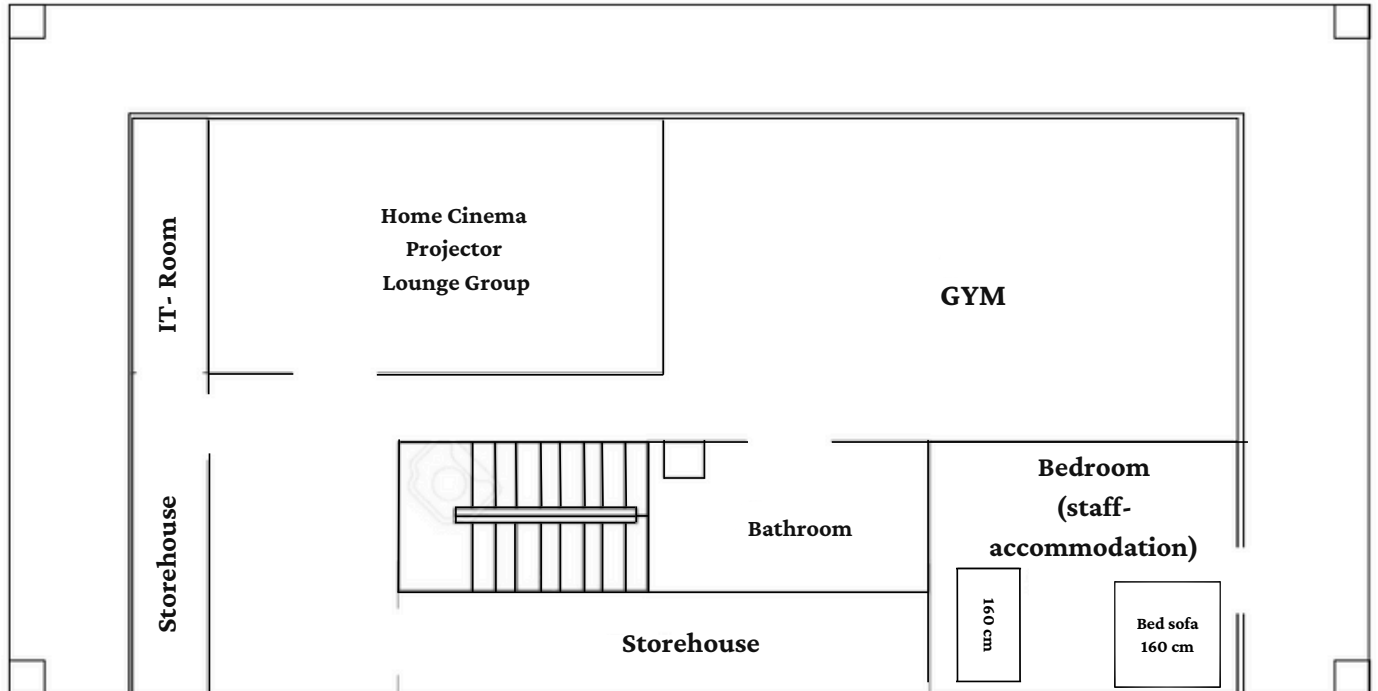 Home Cinema
Projector
Lounge Group
IT- Room
GYM
Storehouse
Bathroom
Bedroom
(staff-
accommodation)
160 cm
Bed sofa
160 cm
Storehouse